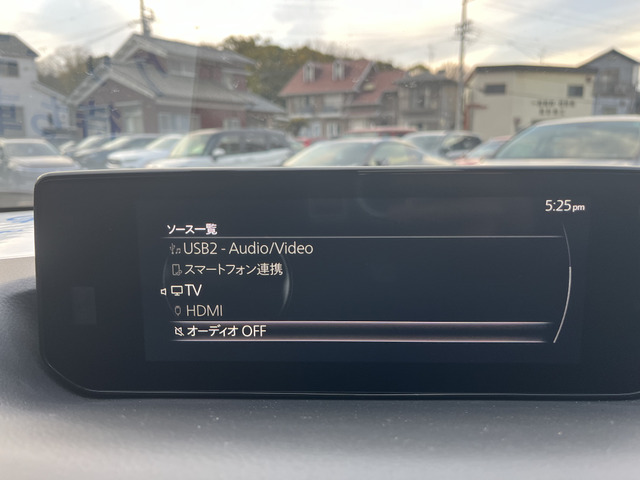 5:25pm
ソース一覧
USB2 - Audio/Video
スマートフォン連携
TV
HDMI
オーディオ OFF